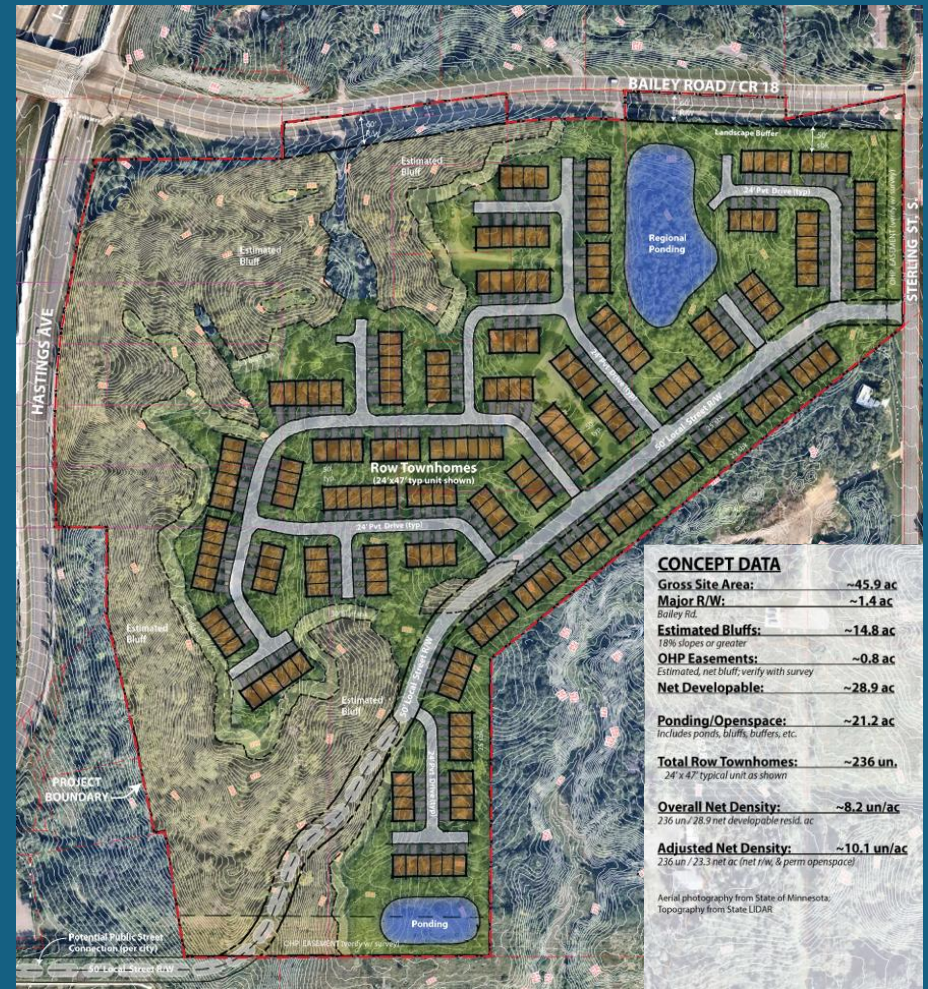 BAILEY ROAD / CR 18
Landscape Buffer
50'
R/W
50'
Estimated
Bluff
24' Pvt. Drive (typ)
Regional
Ponding
Estimated
Bluff
STERLING ST. S.
HASTINGS AVE
50' Local Street R/W
Row Townhomes
(24'x47' typ unit shown)
24' Pvt. Drive (typ)
Estimated
Bluff
Estimated
Bluff
50' Local Street R/W
PROJECT
BOUNDARY
Ponding
OHP EASEMENT (verify w/ survey)
Potential Public Street
Connection (per city)
50' Local Street R/W
CONCEPT DATA
Gross Site Area: ~45.9 ac
Major R/W: ~1.4 ac
Bailey Rd.
Estimated Bluffs: ~14.8 ac
18% slopes or greater
OHP Easements: ~0.8 ac
Estimated, net bluff; verify with survey
Net Developable: ~28.9 ac
Ponding/Openspace: ~21.2 ac
Includes ponds, bluffs, buffers, etc.
Total Row Townhomes: ~236 un.
24' x 47' typical unit as shown
Overall Net Density: ~8.2 un/ac
236 un / 28.9 net developable resid. ac
Adjusted Net Density: ~10.1 un/ac
236 un / 23.3 net ac (net r/w, & perm openspace)
Aerial photography from State of Minnesota;
Topography from State LIDAR